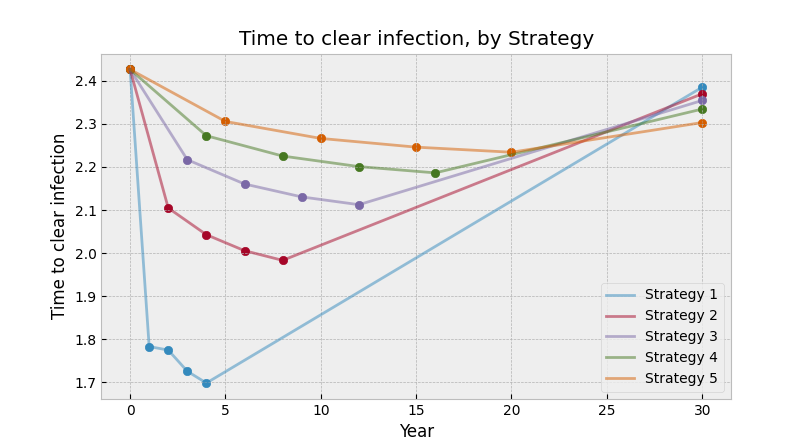 Time to clear infection, by Strategy
Time to clear infection
2.4
2.3
2.2
2.1
2.0
1.9
1.8
1.7
0
5
10
15
20
25
30
Year
Strategy 1
Strategy 2
Strategy 3
Strategy 4
Strategy 5